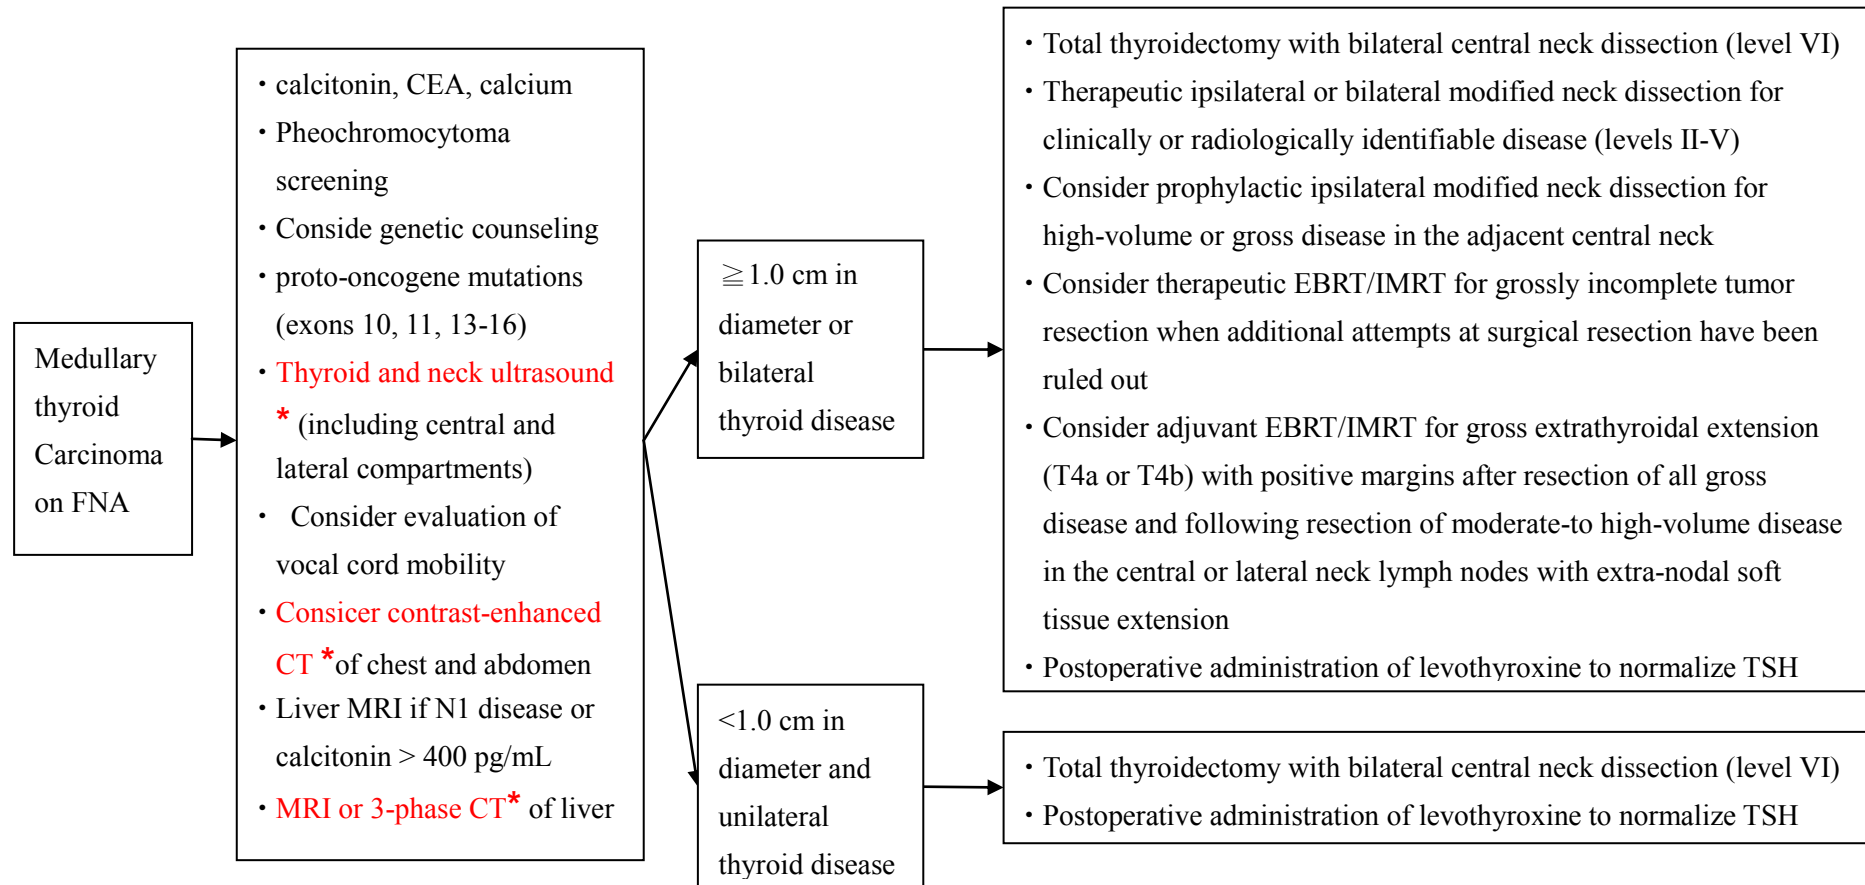 Medullary
thyroid
Carcinoma
on FNA
・calcitonin, CEA, calcium
・Pheochromocytoma
screening
・Conside genetic counseling
・proto-oncogene mutations
(exons 10, 11, 13-16)
・Thyroid and neck ultrasound
* (including central and
lateral compartments)
・ Consider evaluation of
vocal cord mobility
・Consicer contrast-enhanced
CT *of chest and abdomen
・Liver MRI if N1 disease or
calcitonin > 400 pg/mL
・MRI or 3-phase CT* of liver
≧1.0 cm in
diameter or
bilateral
thyroid disease
<1.0 cm in
diameter and
unilateral
thyroid disease
・Total thyroidectomy with bilateral central neck dissection (level VI)
・Therapeutic ipsilateral or bilateral modified neck dissection for
clinically or radiologically identifiable disease (levels II-V)
・Consider prophylactic ipsilateral modified neck dissection for
high-volume or gross disease in the adjacent central neck
・Consider therapeutic EBRT/IMRT for grossly incomplete tumor
resection when additional attempts at surgical resection have been
ruled out
・Consider adjuvant EBRT/IMRT for gross extrathyroidal extension
(T4a or T4b) with positive margins after resection of all gross
disease and following resection of moderate-to high-volume disease
in the central or lateral neck lymph nodes with extra-nodal soft
tissue extension
・Postoperative administration of levothyroxine to normalize TSH
・Total thyroidectomy with bilateral central neck dissection (level VI)
・Postoperative administration of levothyroxine to normalize TSH